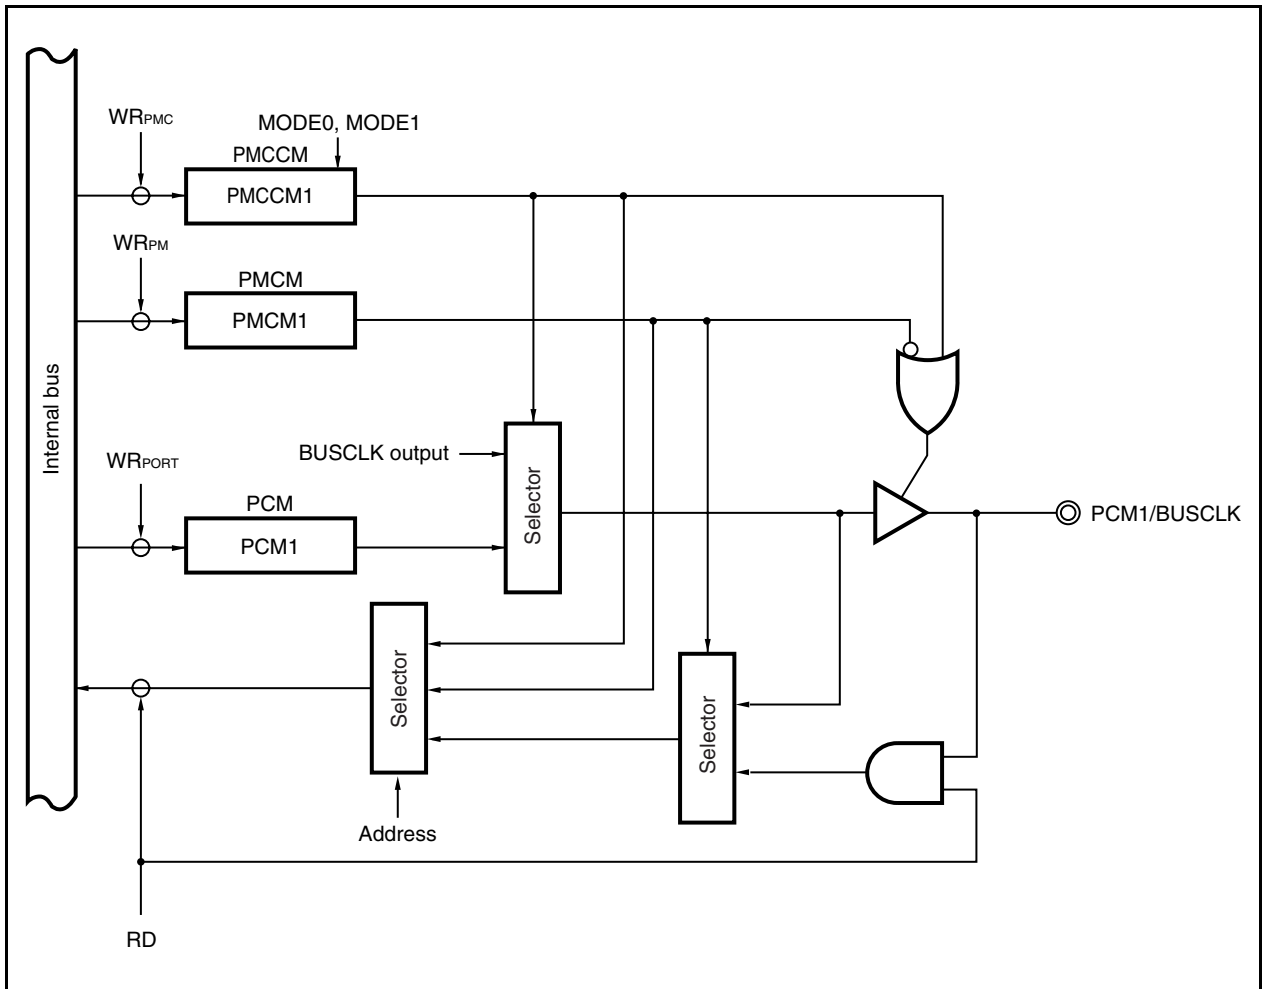 WRPMC
MODE0, MODE1
PMCCM
PMCCM1
WRPM
PMCM
PMCM1
Internal bus
BUSCLK output
WRPORT
PCM
PCM1
Selector
PCM1/BUSCLK
Selector
Selector
Address
RD